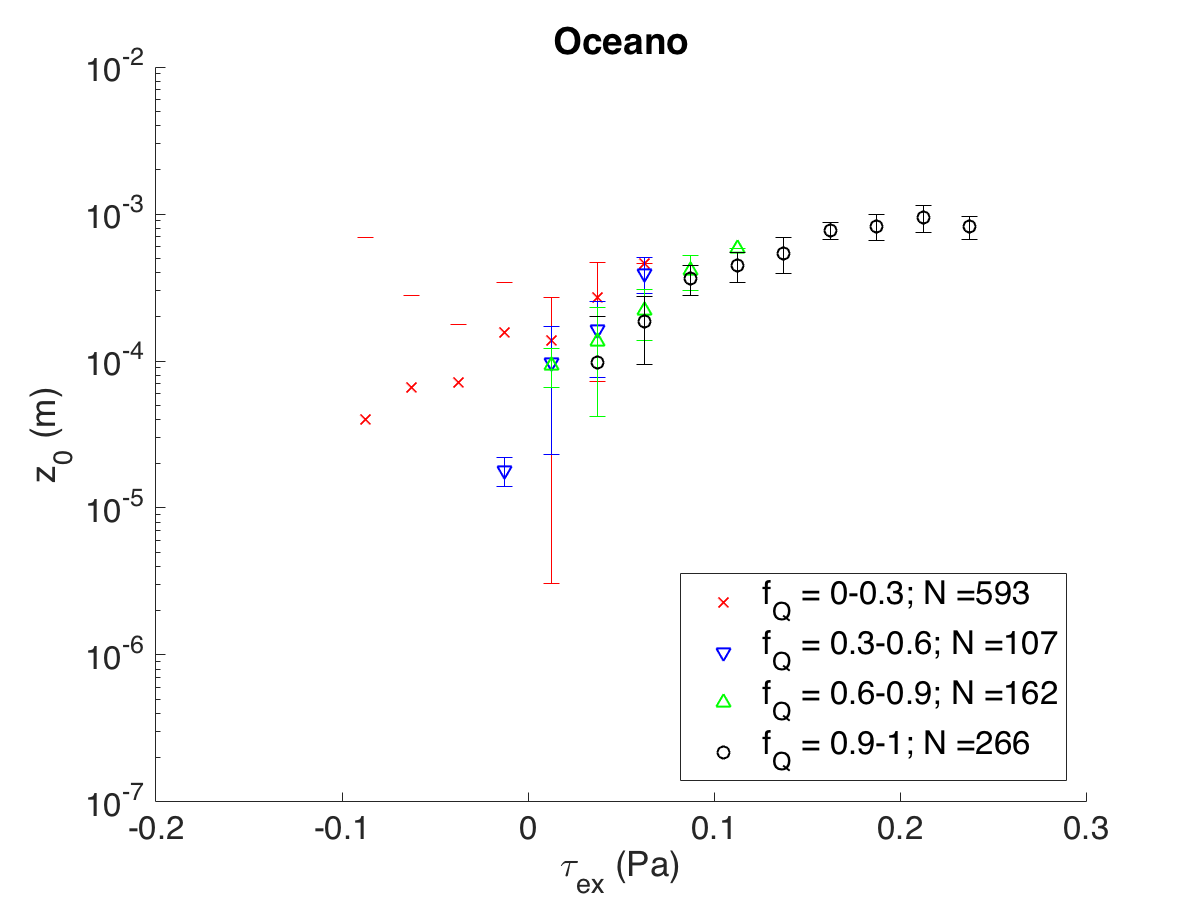 Oceano
10^-2
10^-3
10^-4
10^-5
10^-6
10^-7
z_0 (m)
-0.2 -0.1 0 0.1 0.2 0.3
τ_ex (Pa)
f_Q = 0-0.3; N =593
f_Q = 0.3-0.6; N =107
f_Q = 0.6-0.9; N =162
f_Q = 0.9-1; N =266